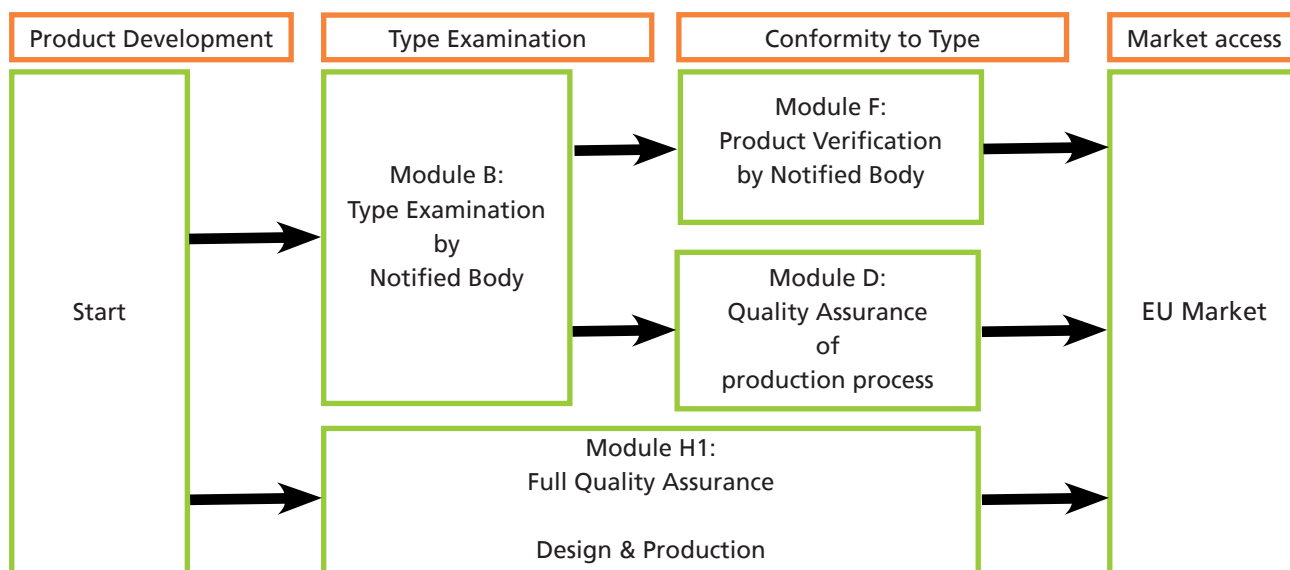 Product Development
Type Examination
Conformity to Type
Market access
Start
Module B:
Type Examination
by
Notified Body
Module F:
Product Verification
by Notified Body
Module D:
Quality Assurance
of
production process
Module H1:
Full Quality Assurance
Design & Production
EU Market